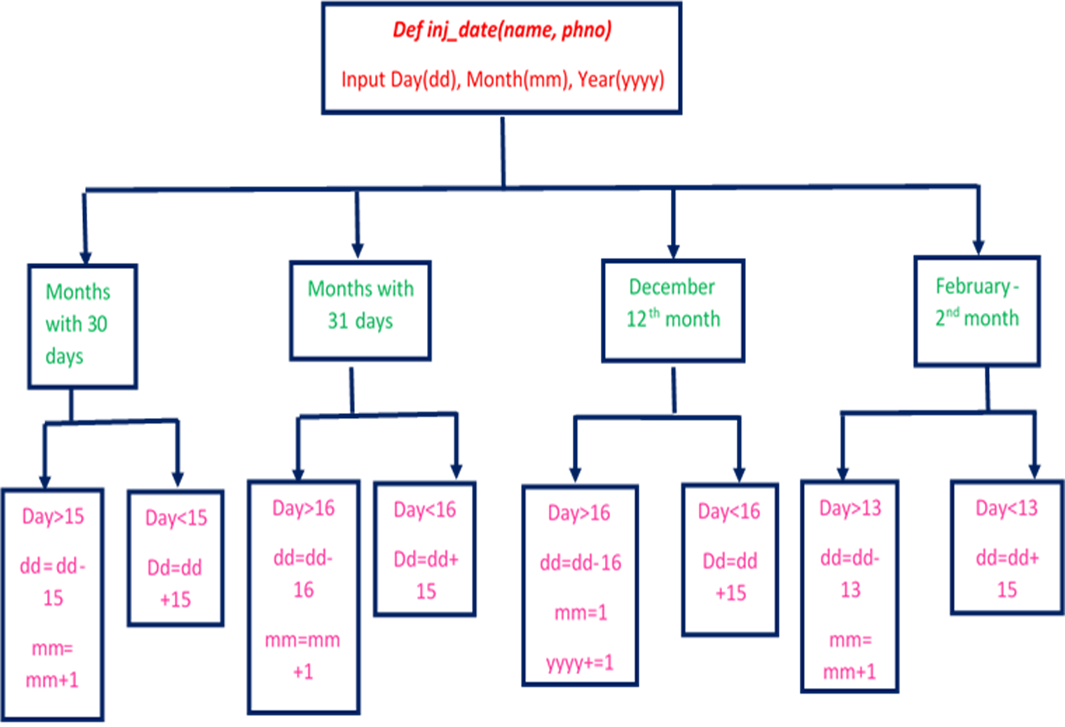 Def inj_date(name, phno)
Input Day(dd), Month(mm), Year(yyyy)
Months
with 30
days
Months with
31 days
December
12th month
February-
2nd month
Day>15
dd=dd-
15
mm=
mm+1
Day<15
Dd=dd
+15
Day>16
dd=dd-
16
mm=mm
+1
Day<16
Dd=dd+
15
Day>16
dd=dd-16
mm=1
yyyy+=1
Day<16
Dd=dd
+15
Day>13
dd=dd-
13
mm=
mm+1
Day<13
dd=dd+
15